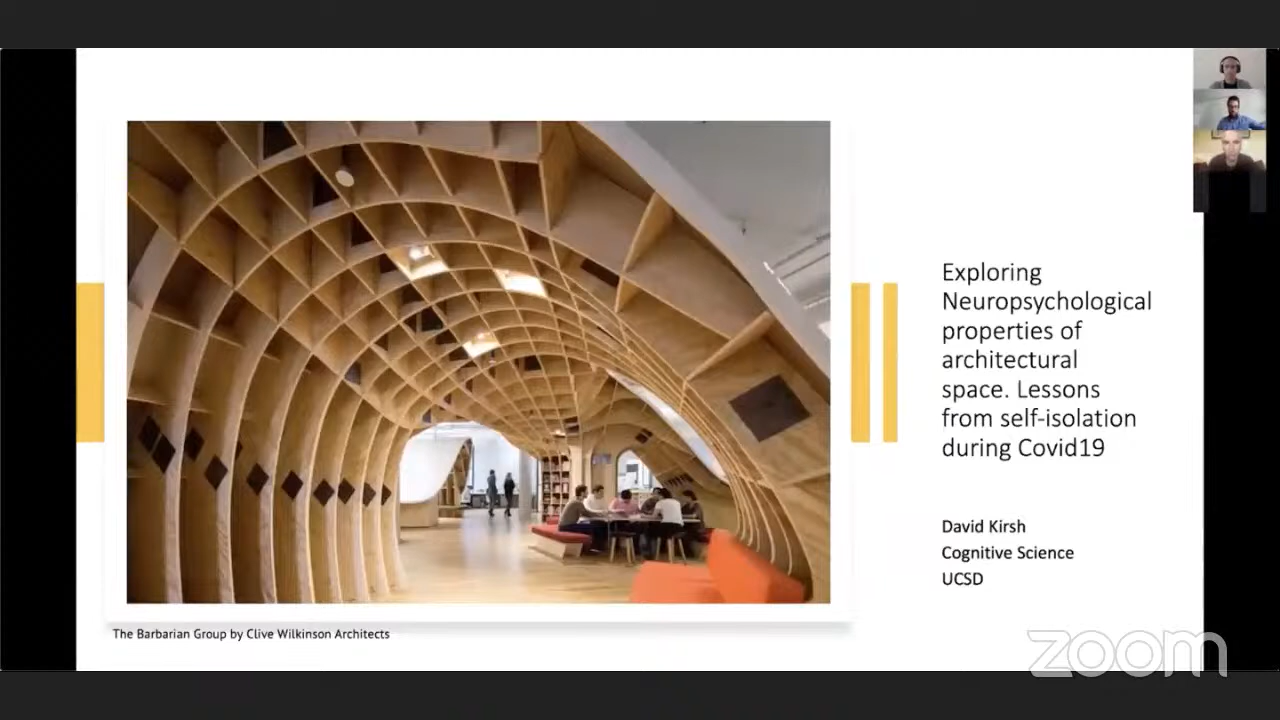 Exploring
Neuropsychological
properties of
architectural
space. Lessons
from self-isolation
during Covid19
David Kirsh
Cognitive Science
UCSD
The Barbarian Group by Clive Wilkinson Architects
zoom